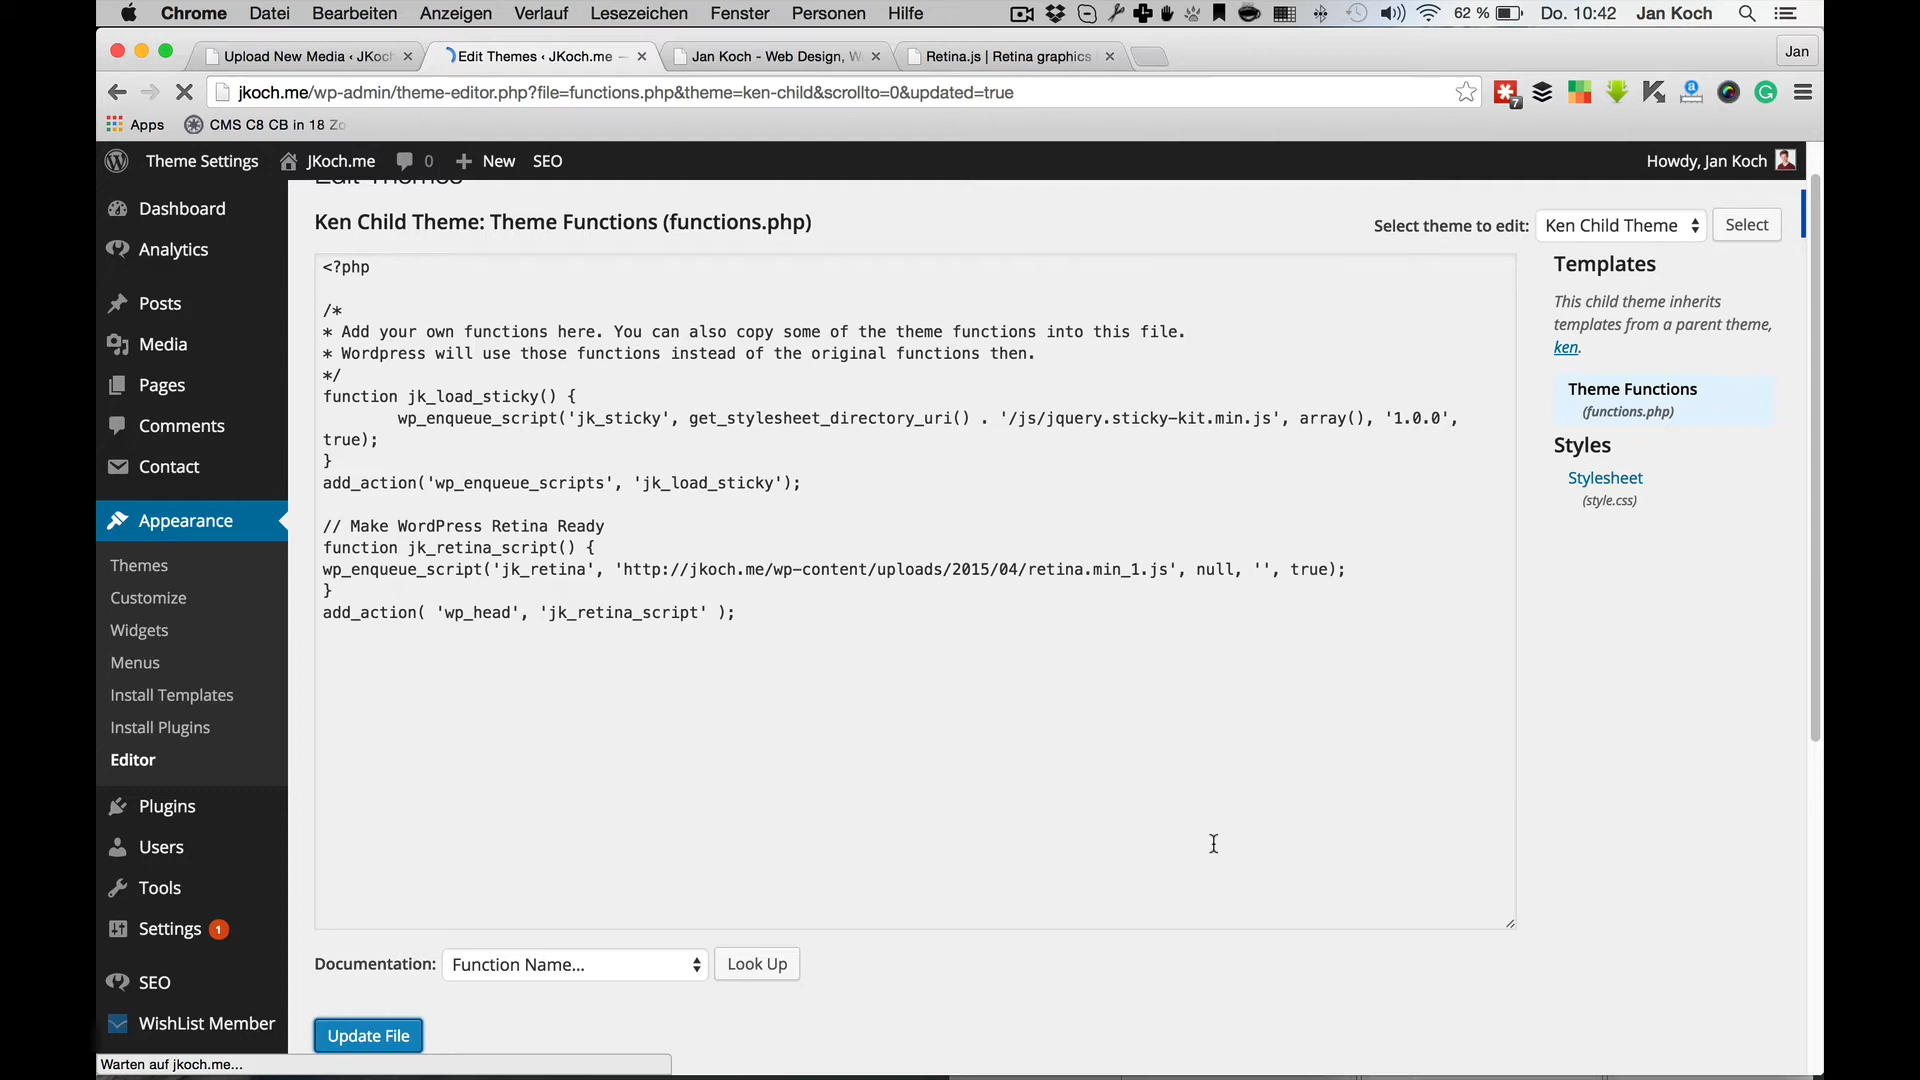 Chrome Datei Bearbeiten Anzeigen Verlauf Lesezeichen Fenster Personen Hilfe 62 % Do. 10:42 Jan Koch
Upload New Media ‹ JKoch
Edit Themes ‹ JKoch.me —
Jan Koch - Web Design, W
Retina.js | Retina graphics
Jan
jkoch.me/wp-admin/theme-editor.php?file=functions.php&theme=ken-child&scrollto=0&updated=true
7
Apps CMS C8 CB in 18 Zo
Theme Settings JKoch.me 0 New SEO Howdy, Jan Koch
Dashboard
Analytics
Posts
Media
Pages
Comments
Contact
Appearance
Themes
Customize
Widgets
Menus
Install Templates
Install Plugins
Editor
Plugins
Users
Tools
Settings 1
SEO
WishList Member
Edit Themes
Ken Child Theme: Theme Functions (functions.php)
Select theme to edit: Ken Child Theme Select
<?php
/*
* Add your own functions here. You can also copy some of the theme functions into this file.
* Wordpress will use those functions instead of the original functions then.
*/
function jk_load_sticky() {
wp_enqueue_script('jk_sticky', get_stylesheet_directory_uri() . '/js/jquery.sticky-kit.min.js', array(), '1.0.0',
true);
}
add_action('wp_enqueue_scripts', 'jk_load_sticky');
// Make WordPress Retina Ready
function jk_retina_script() {
wp_enqueue_script('jk_retina', 'http://jkoch.me/wp-content/uploads/2015/04/retina.min_1.js', null, '', true);
}
add_action( 'wp_head', 'jk_retina_script' );
Templates
This child theme inherits
templates from a parent theme,
ken.
Theme Functions
(functions.php)
Styles
Stylesheet
(style.css)
Documentation: Function Name... Look Up
Update File
Warten auf jkoch.me...